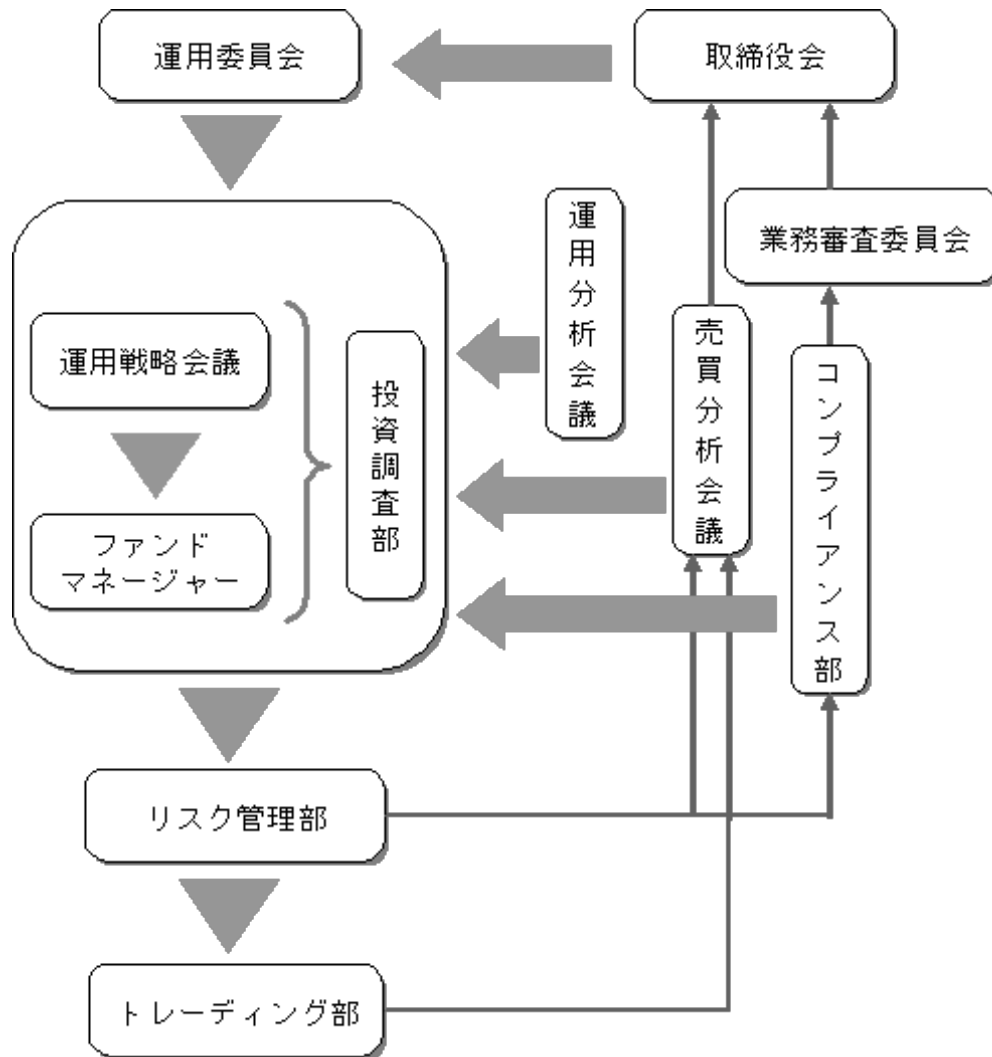 運用委員会
取締役会
業務審査委員会
運用分析会議
売買分析会議
コンプライアンス部
運用戦略会議
投資調査部
ファンド
マネージャー
リスク管理部
トレーディング部